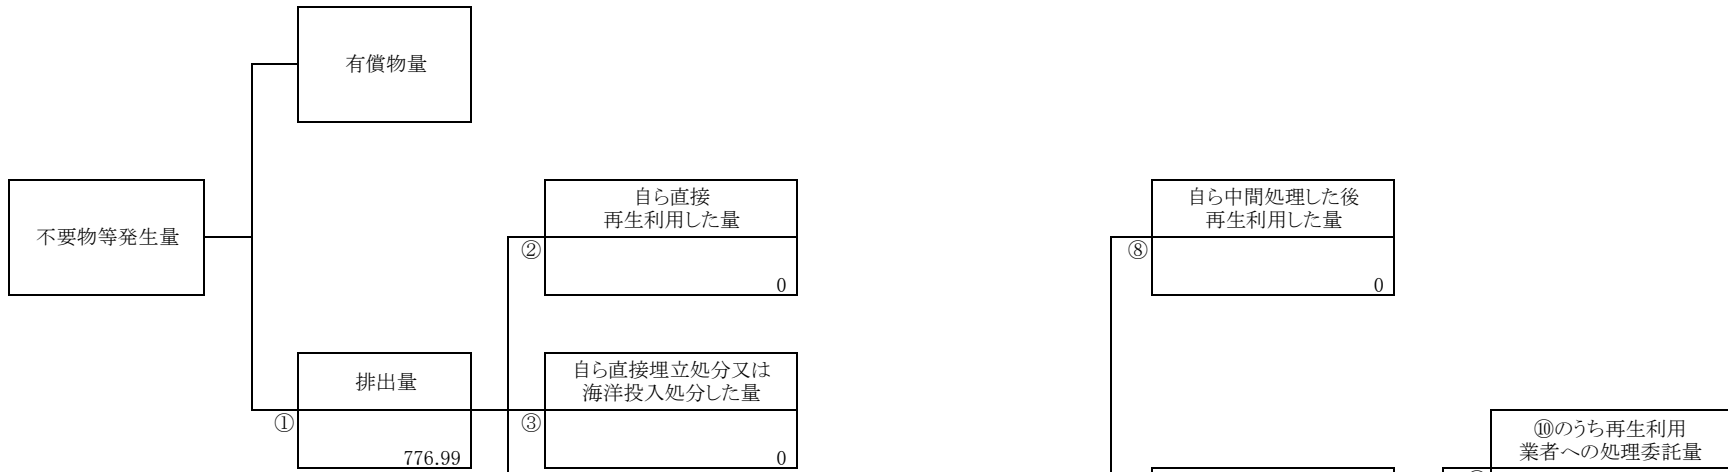 有償物量
不要物等発生量
自ら直接
再生利用した量
②
0
自ら中間処理した後
再生利用した量
⑧
0
排出量
①
776.99
自ら直接埋立処分又は
海洋投入処分した量
③
0
⑩のうち再生利用
業者への処理委託量